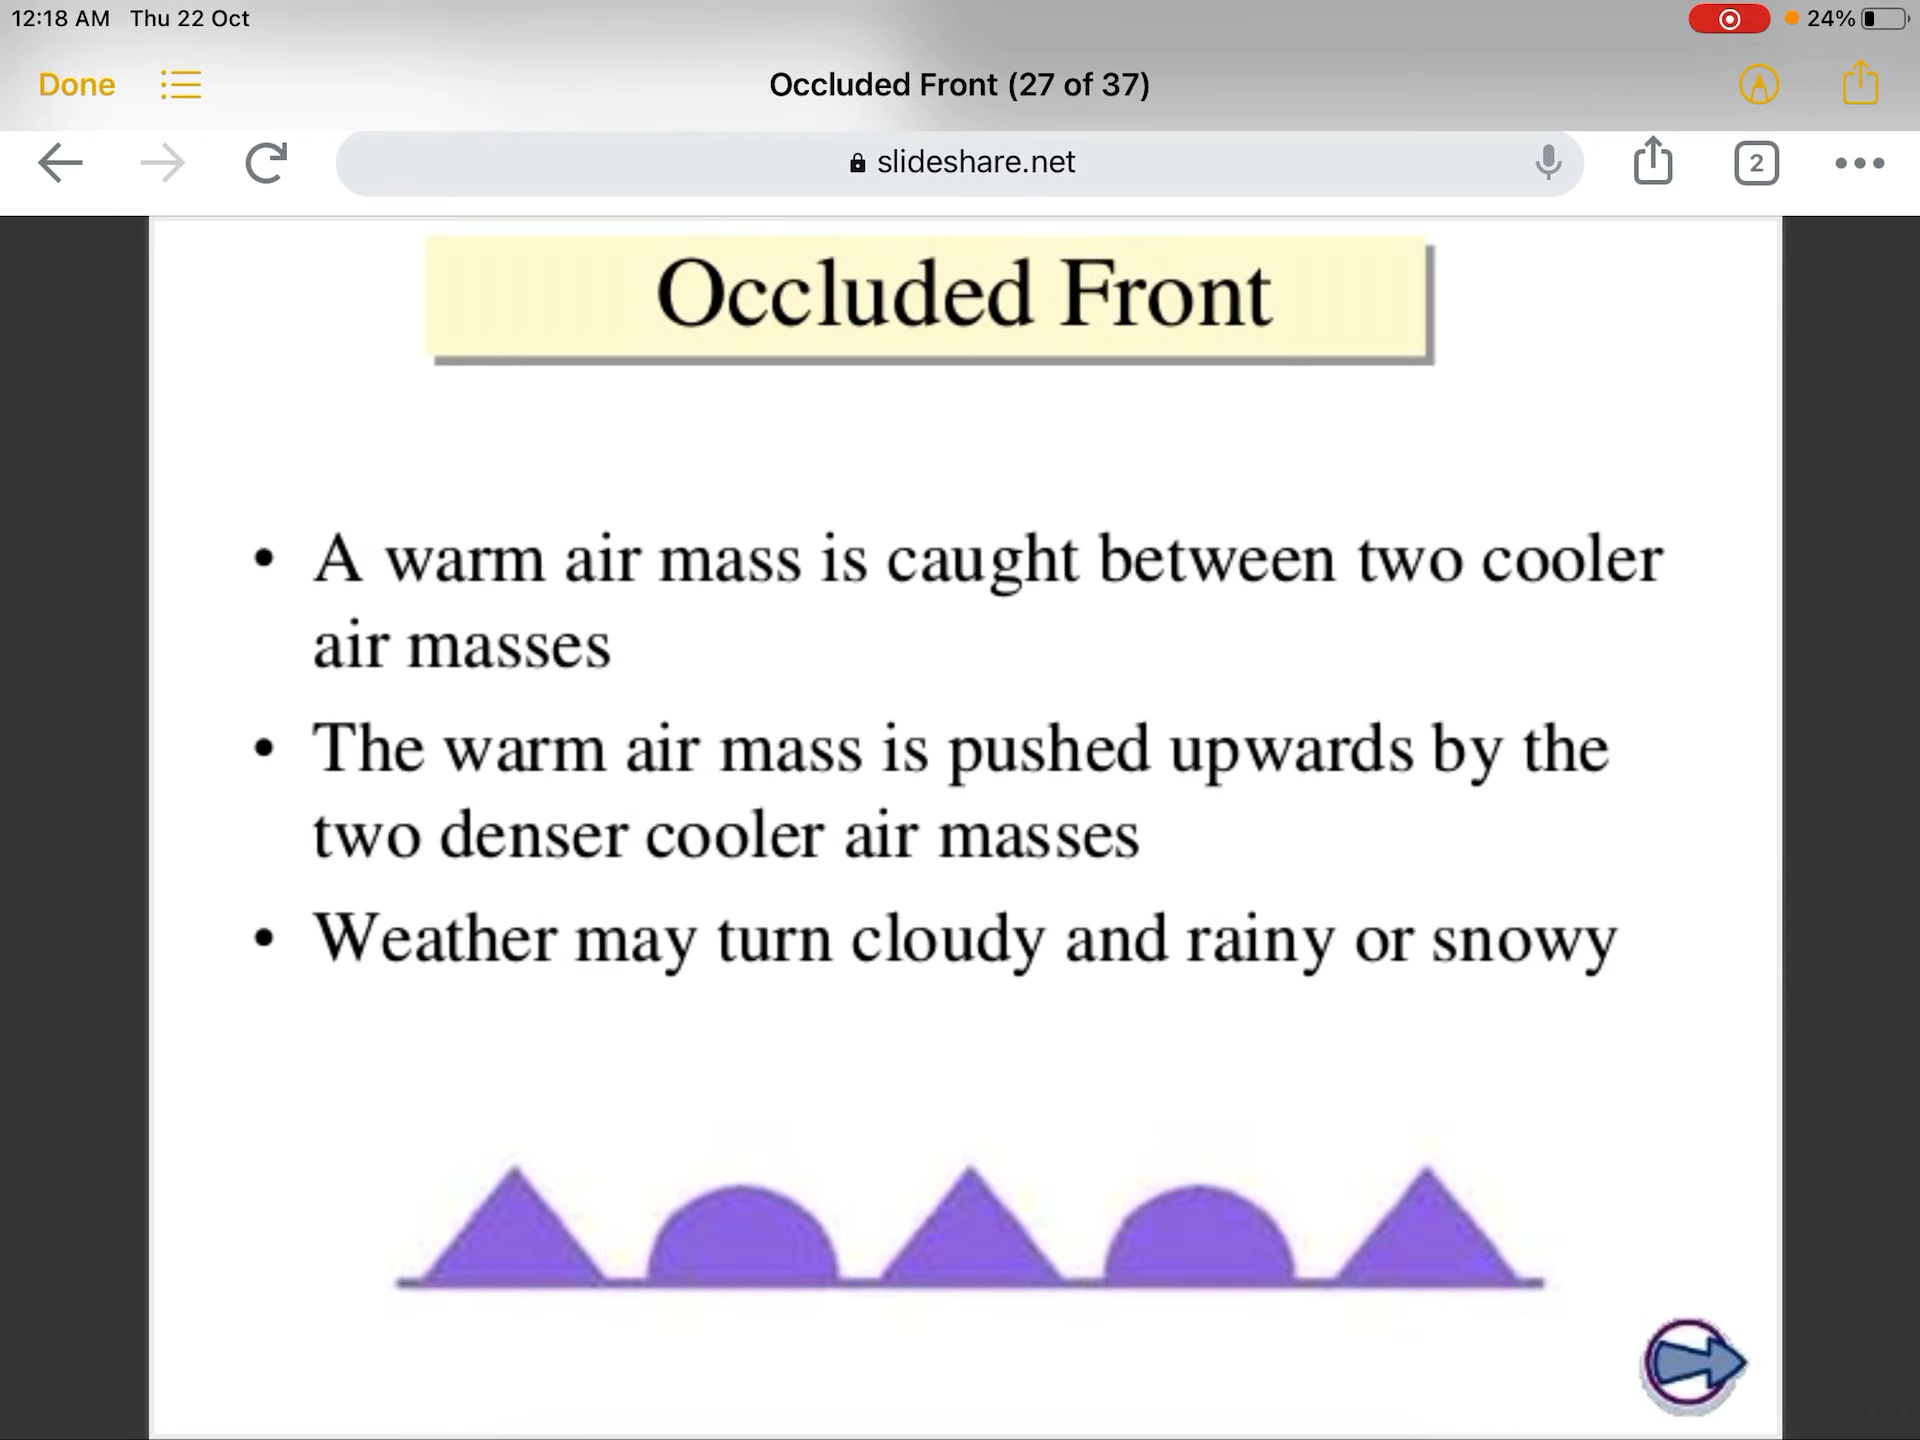 12:18 AM Thu 22 Oct
24%
Done
Occluded Front (27 of 37)
slideshare.net
2
Occluded Front
• A warm air mass is caught between two cooler
air masses
• The warm air mass is pushed upwards by the
two denser cooler air masses
• Weather may turn cloudy and rainy or snowy